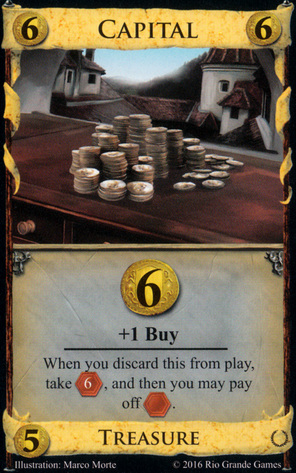 6 CAPITAL 6
6
+1 Buy
When you discard this from play,
take 6, and then you may pay
off .
5 TREASURE
Illustration: Marco Morte © 2016 Rio Grande Games